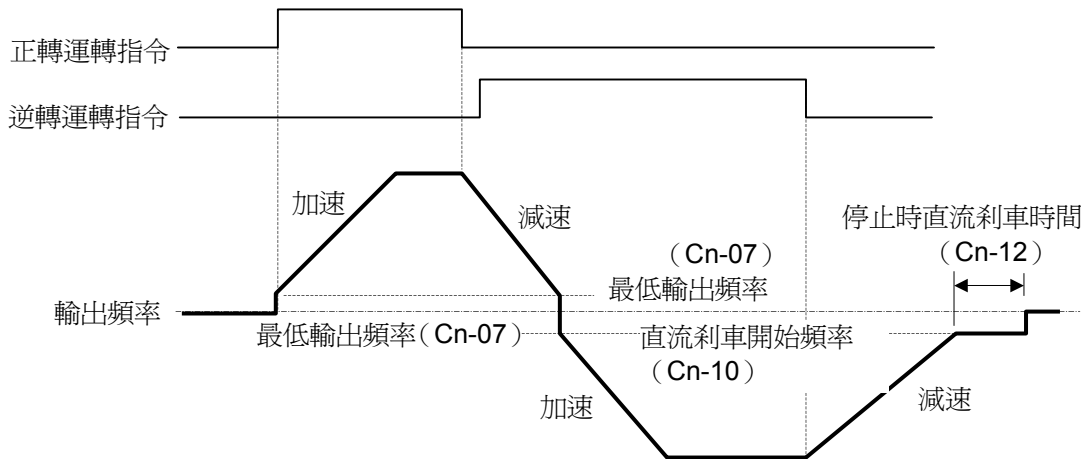 正轉運轉指令
逆轉運轉指令
加速
減速
停止時直流剎車時間
（Cn-12）
（Cn-07）
最低輸出頻率
輸出頻率
最低輸出頻率（Cn-07）
直流剎車開始頻率
（Cn-10）
加速
減速